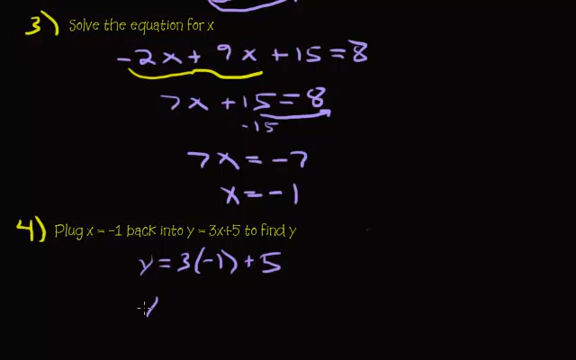 3) Solve the equation for x
-2x + 9x + 15 = 8
7x + 15 = 8
-15
7x = -7
x = -1
4) Plug x = -1 back into y = 3x+5 to find y
y = 3(-1) + 5
y